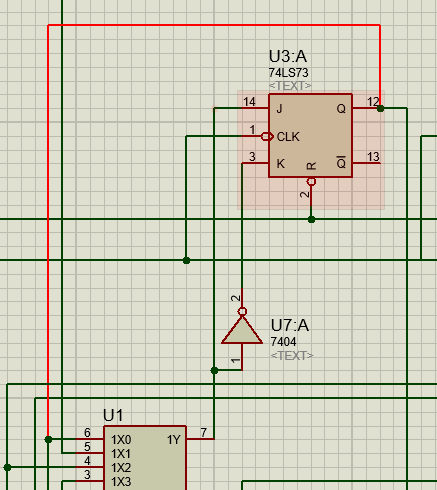 U3:A
74LS73
<TEXT>
14 J Q 12
1 CLK
3 K R Q 13
2
2
U7:A
7404
<TEXT>
1
U1
6 1X0 1Y 7
5 1X1
4 1X2
3 1X3